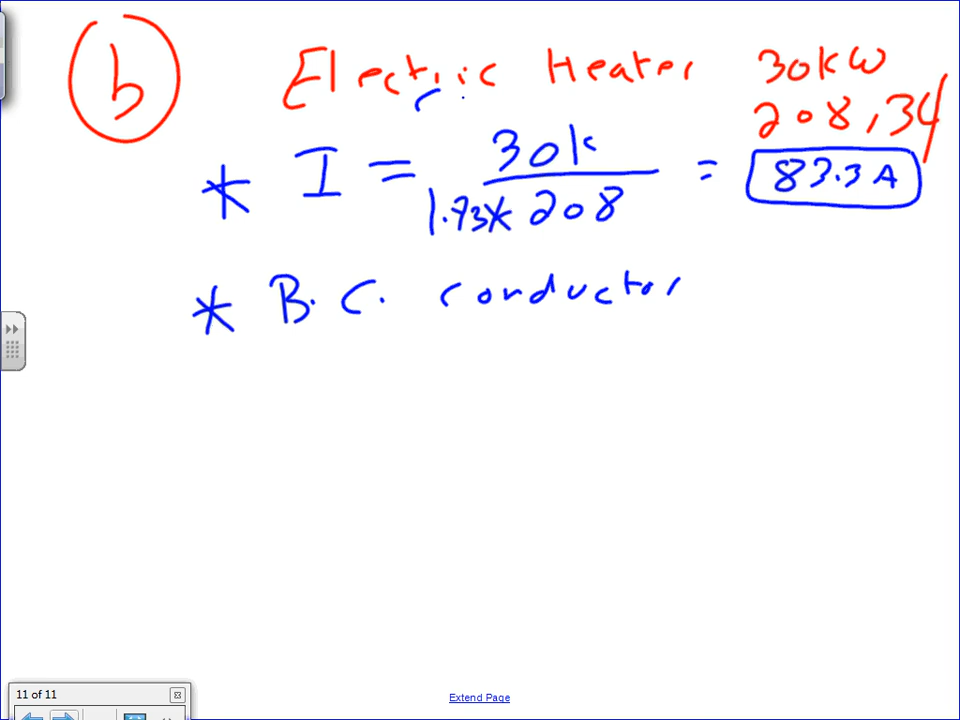 b Electric Heater 30kW
208, 3ϕ
* I = 30k / 1.73 * 208 = 83.3 A
* B.C. conductor
11 of 11
Extend Page